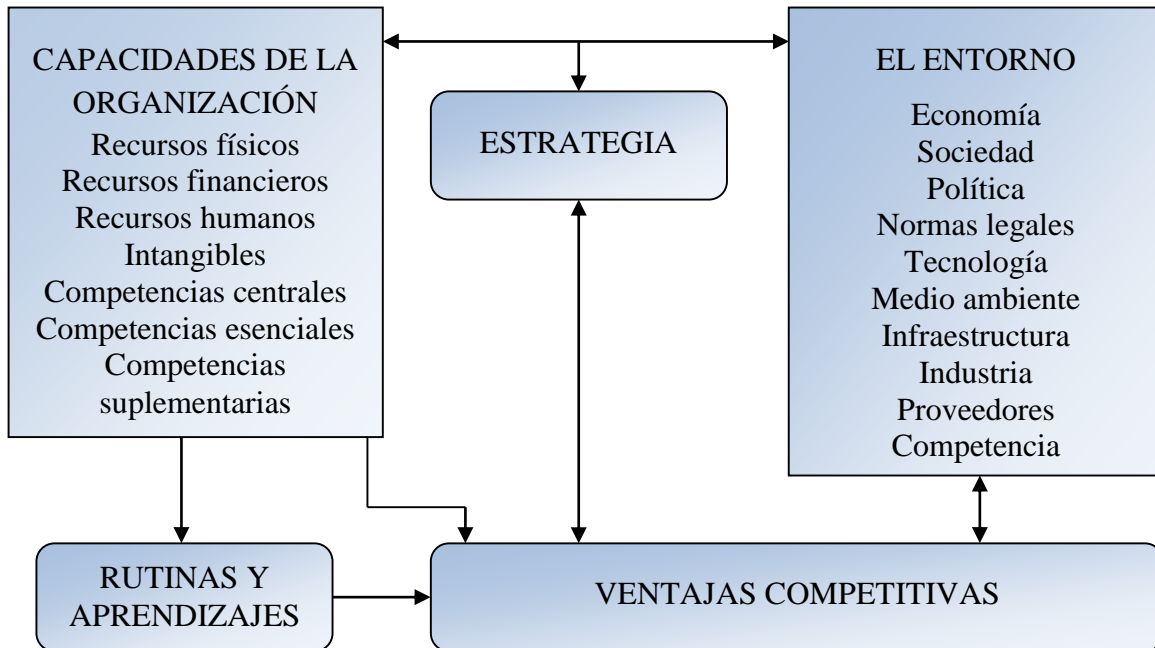 CAPACIDADES DE LA
ORGANIZACIÓN
Recursos físicos
Recursos financieros
Recursos humanos
Intangibles
Competencias centrales
Competencias esenciales
Competencias
suplementarias
ESTRATEGIA
EL ENTORNO
Economía
Sociedad
Política
Normas legales
Tecnología
Medio ambiente
Infraestructura
Industria
Proveedores
Competencia
RUTINAS Y
APRENDIZAJES
VENTAJAS COMPETITIVAS